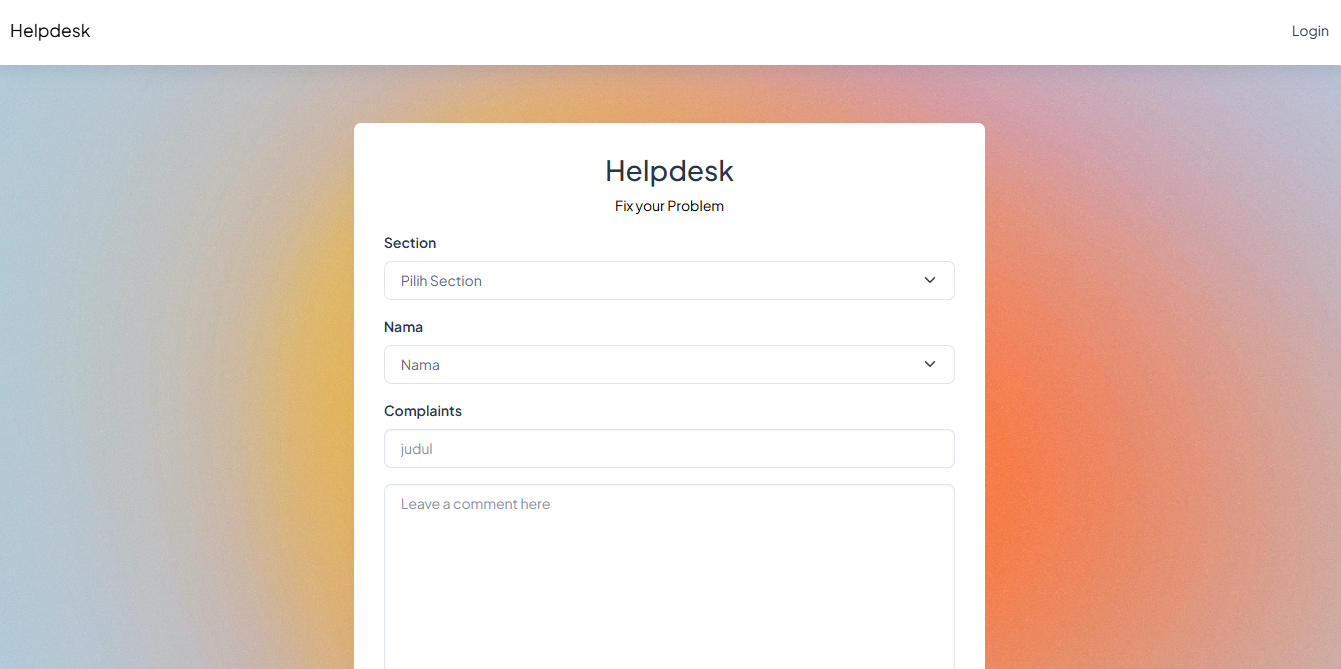 Helpdesk
Login
Helpdesk
Fix your Problem
Section
Pilih Section
Nama
Nama
Complaints
judul
Leave a comment here